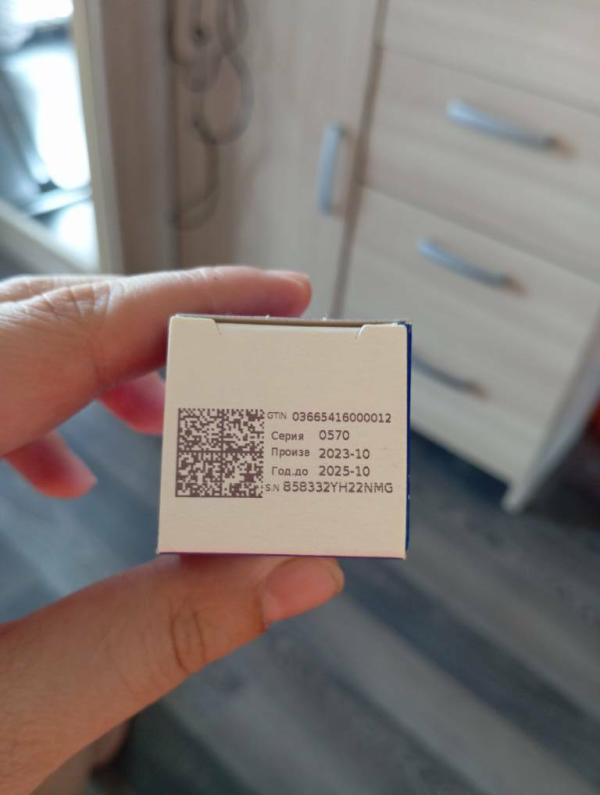 GTIN 03665416000012
Серия 0570
Произв 2023-10
Год.до 2025-10
S.N 858332YH22NMG